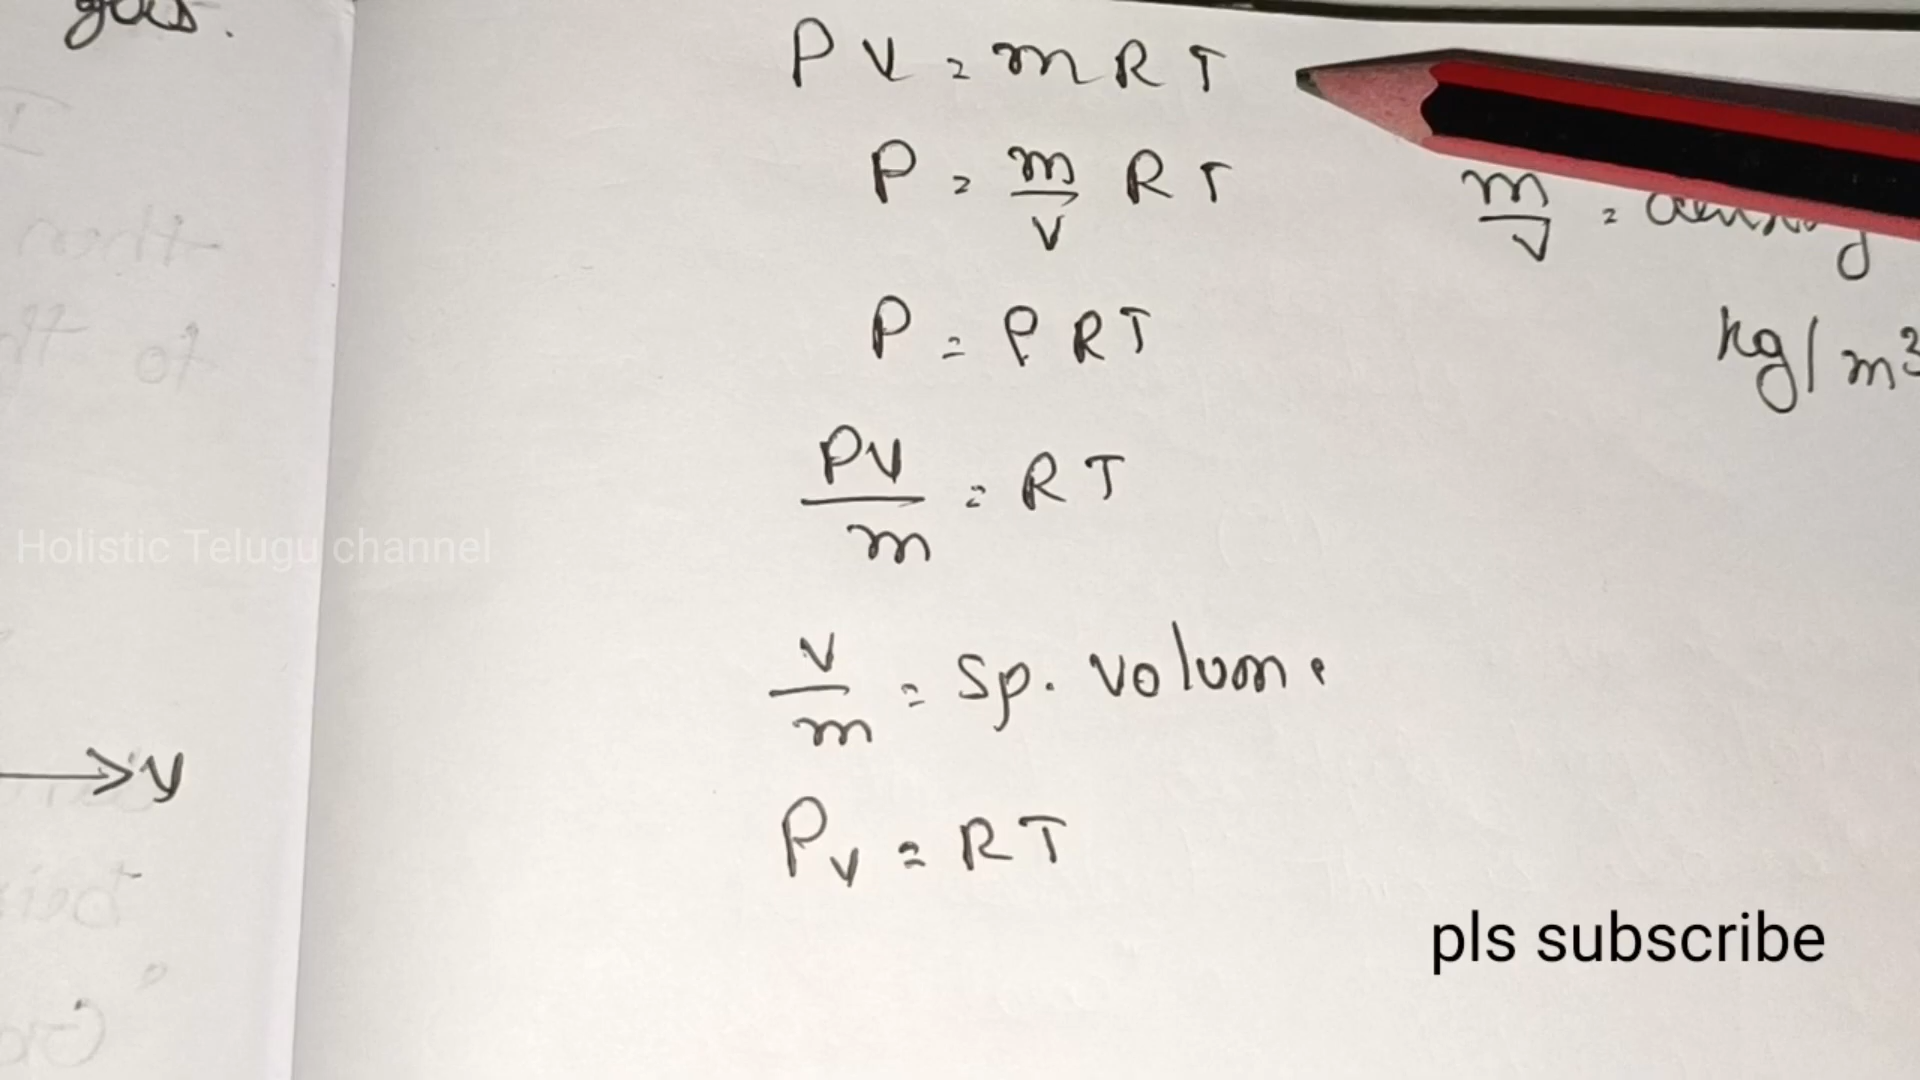 PV = mRT
P = m/V RT
m/V = density
kg/m³
P = ρRT
PV/m = RT
V/m = Sp. volume
Pv = RT
→V
Holistic Telugu channel
pls subscribe